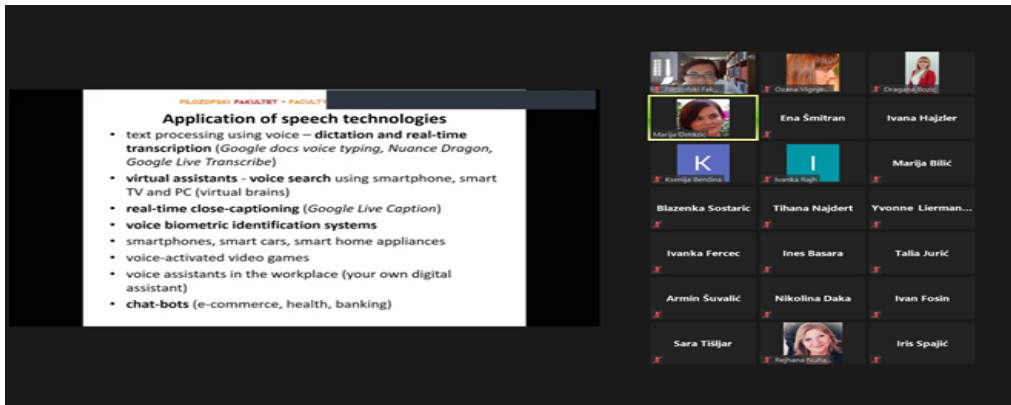 FILOZOFSKI FAKULTET - FACULTY
Application of speech technologies
• text processing using voice – dictation and real-time
transcription (Google docs voice typing, Nuance Dragon,
Google Live Transcribe)
• virtual assistants - voice search using smartphone, smart
TV and PC (virtual brains)
• real-time close-captioning (Google Live Caption)
• voice biometric identification systems
• smartphones, smart cars, smart home appliances
• voice-activated video games
• voice assistants in the workplace (your own digital
assistant)
• chat-bots (e-commerce, health, banking)
Filozofski Fak...
Ozana Vignje...
Dragana Bozić
Marija Omazić
Ena Šmitran
Ivana Hajzler
K
Ksenija Benčina
I
Ivanka Rajh
Marija Bilić
Blazenka Sostaric
Tihana Najdert
Yvonne Lierman...
Ivanka Fercec
Ines Basara
Talia Jurić
Armin Šuvalić
Nikolina Daka
Ivan Fosin
Sara Tišljar
Rejhana Nuha...
Iris Spajić